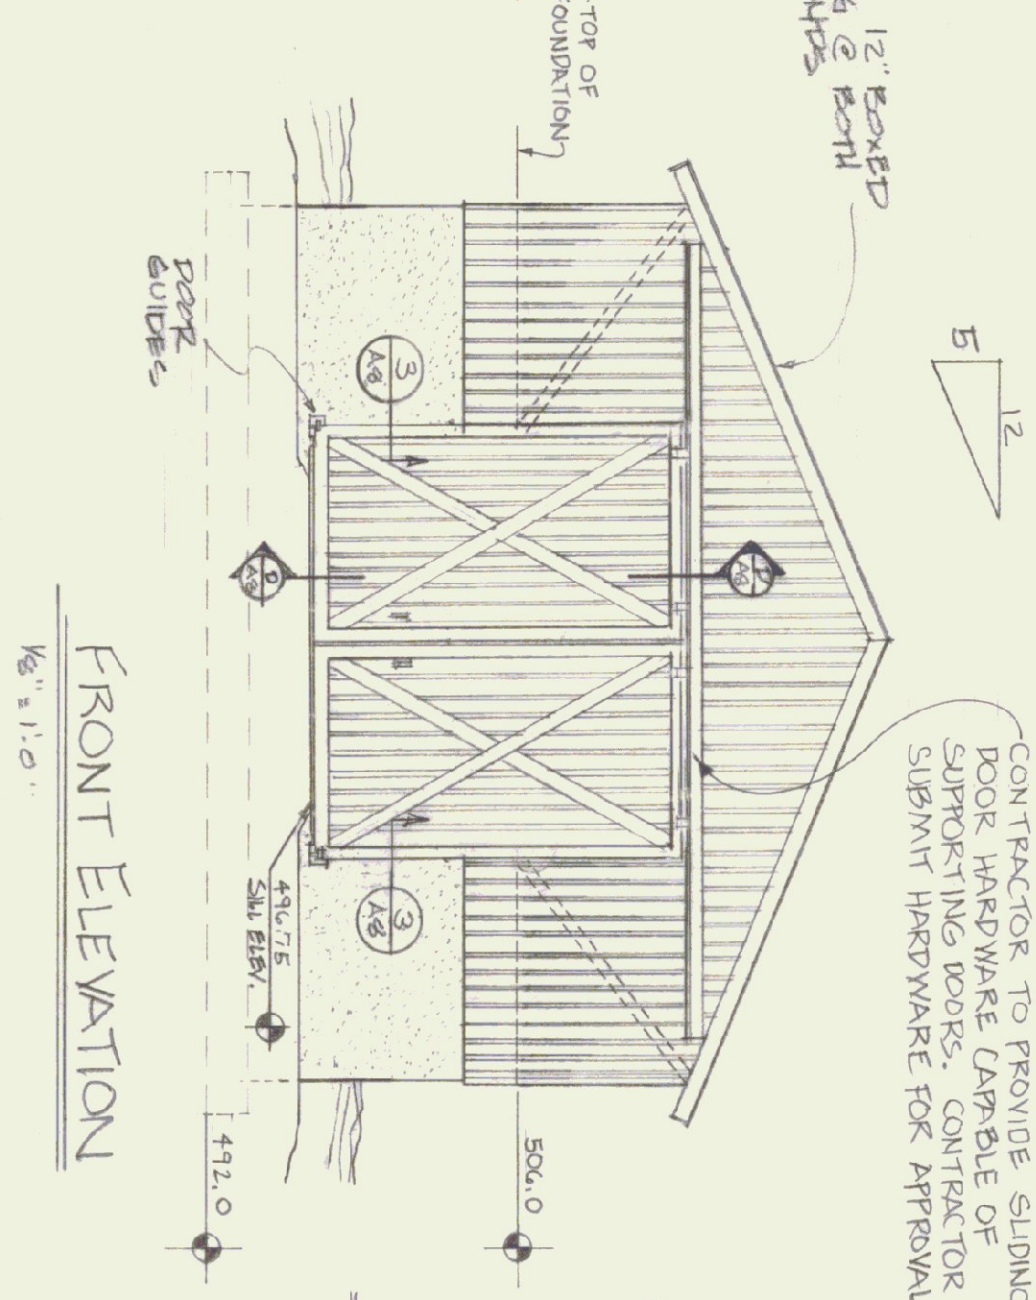 12" BOXED
@ BOTH
TOP OF
FOUNDATION
5
12
CONTRACTOR TO PROVIDE SLIDING
DOOR HARDWARE CAPABLE OF
SUPPORTING DOORS. CONTRACTOR
SUBMIT HARDWARE FOR APPROVAL
DOOR
GUIDES
3
A8
D
A8
D
A8
3
A8
496.75
SILL ELEV.
506.0
492.0
FRONT ELEVATION
1/8" = 1'.0"